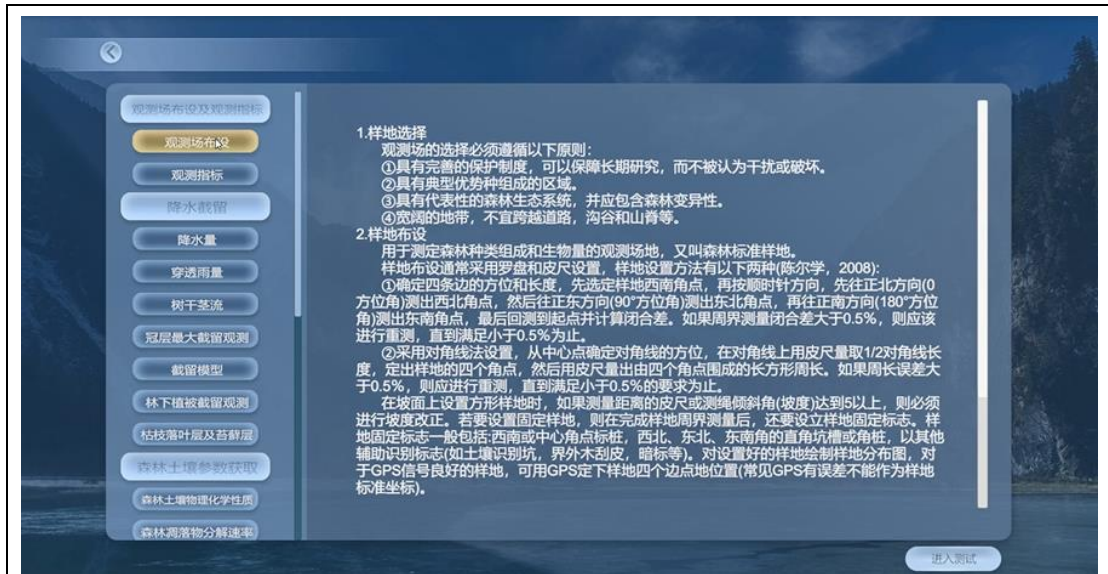 观测场布设及观测指标
观测场布设
观测指标
降水截留
降水量
穿透雨量
树干茎流
冠层最大截留观测
截留模型
林下植被截留观测
枯枝落叶层及苔藓层
森林土壤参数获取
森林土壤物理化学性质
森林凋落物分解速率
1.样地选择
观测场的选择必须遵循以下原则：
①具有完善的保护制度，可以保障长期研究，而不被认为干扰或破坏。
②具有典型优势种组成的区域。
③具有代表性的森林生态系统，并应包含森林变异性。
④宽阔的地带，不宜跨越道路，沟谷和山脊等。
2.样地布设
用于测定森林种类组成和生物量的观测场地，又叫森林标准样地。
样地布设通常采用罗盘和皮尺设置，样地设置方法有以下两种(陈尔学，2008):
①确定四条边的方位和长度，先选定样地西南角点，再按顺时针方向，先往正北方向(0
方位角)测出西北角点，然后往正东方向(90°方位角)测出东北角点，再往正南方向(180°方位
角)测出东南角点，最后回测到起点并计算闭合差。如果周界测量闭合差大于0.5%，则应该
进行重测，直到满足小于0.5%为止。
②采用对角线法设置，从中心点确定对角线的方位，在对角线上用皮尺量取1/2对角线长
度，定出样地的四个角点，然后用皮尺量出由四个角点围成的长方形周长。如果周长误差大
于0.5%，则应进行重测，直到满足小于0.5%的要求为止。
在坡面上设置方形样地时，如果测量距离的皮尺或测绳倾斜角(坡度)达到5以上，则必须
进行坡度改正。若要设置固定样地，则在完成样地周界测量后，还要设立样地固定标志。样
地固定标志一般包括:西南或中心角点标桩，西北、东北、东南角的直角坑槽或角桩，以其他
辅助识别标志(如土壤识别坑，界外木刮皮，暗标等)。对设置好的样地绘制样地分布图，对
于GPS信号良好的样地，可用GPS定下样地四个边点地位置(常见GPS有误差不能作为样地
标准坐标)。
进入测试